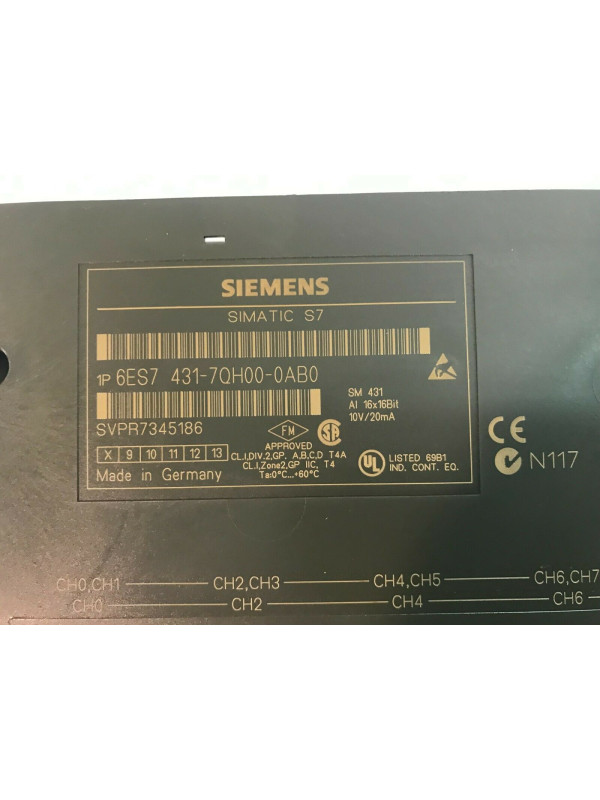 SIEMENS
SIMATIC S7
1P 6ES7 431-7QH00-0AB0
SM 431
AI 16x16Bit
10V/20mA
SVPR7345186
FM
SA
APPROVED
CL.I,DIV.2,GP. A,B,C,D T4A
CL.I,Zone2,GP IIC, T4
Ta:0°C...+60°C
X 9 10 11 12 13
Made in Germany
UL LISTED 69B1
IND. CONT. EQ.
CE
N117
CH0,CH1 CH2,CH3 CH4,CH5 CH6,CH7
CH0 CH2 CH4 CH6